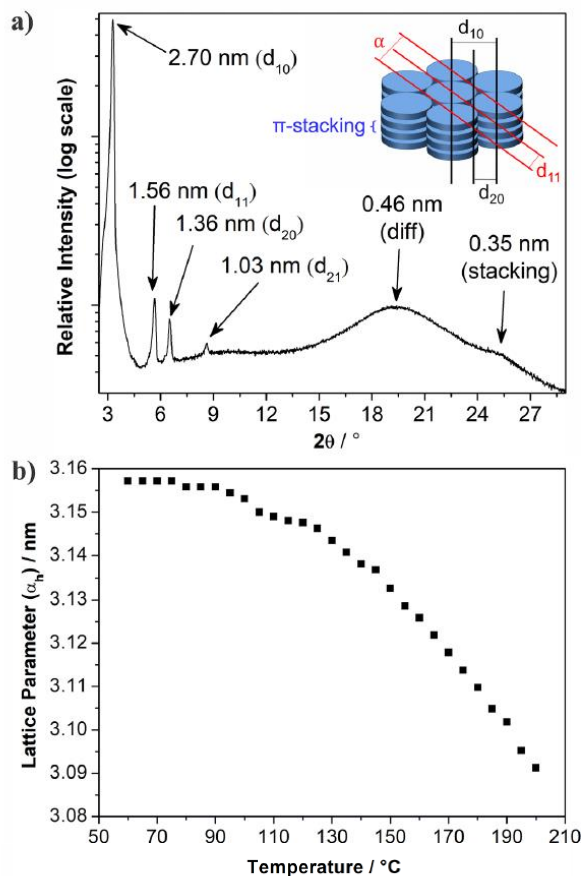 a)
Relative Intensity (log scale)
2.70 nm (d10)
1.56 nm (d11)
1.36 nm (d20)
1.03 nm (d21)
0.46 nm
(diff)
0.35 nm
(stacking)
α
d10
π-stacking {
d11
d20
3 6 9 12 15 18 21 24 27
2θ / °
b)
Lattice Parameter (αh) / nm
3.16
3.15
3.14
3.13
3.12
3.11
3.10
3.09
3.08
50 70 90 110 130 150 170 190 210
Temperature / °C